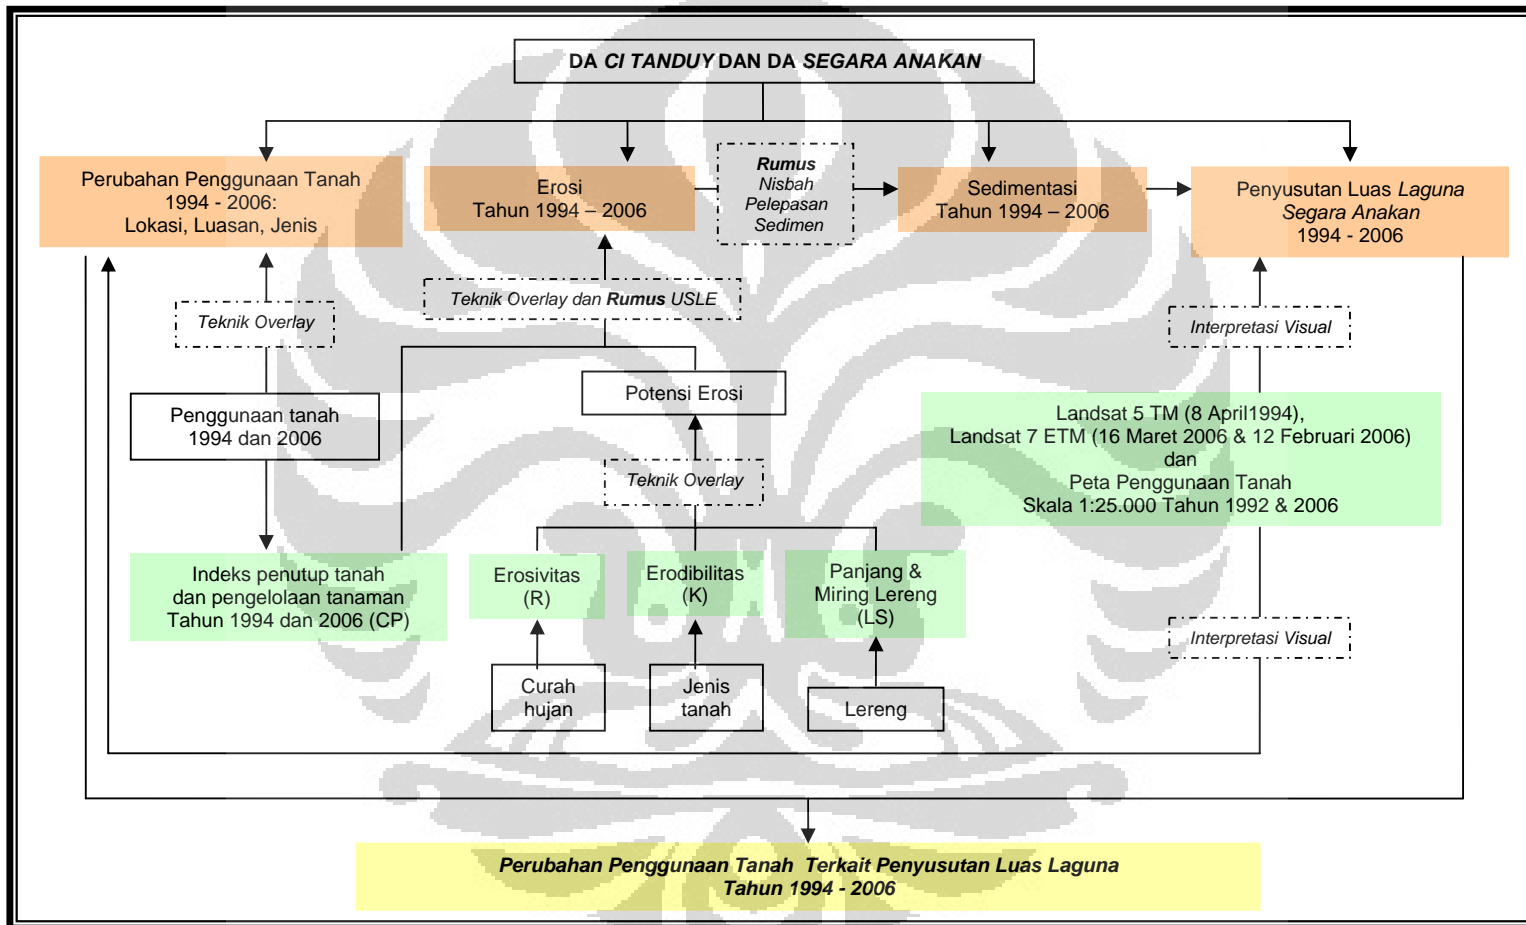 DA CI TANDUY DAN DA SEGARA ANAKAN
Perubahan Penggunaan Tanah
1994 - 2006:
Lokasi, Luasan, Jenis
Erosi
Tahun 1994 – 2006
Rumus
Nisbah
Pelepasan
Sedimen
Sedimentasi
Tahun 1994 – 2006
Penyusutan Luas Laguna
Segara Anakan
1994 - 2006
Teknik Overlay
Teknik Overlay dan Rumus USLE
Interpretasi Visual
Penggunaan tanah
1994 dan 2006
Potensi Erosi
Landsat 5 TM (8 April1994),
Landsat 7 ETM (16 Maret 2006 & 12 Februari 2006)
dan
Peta Penggunaan Tanah
Skala 1:25.000 Tahun 1992 & 2006
Teknik Overlay
Indeks penutup tanah
dan pengelolaan tanaman
Tahun 1994 dan 2006 (CP)
Erosivitas
(R)
Erodibilitas
(K)
Panjang &
Miring Lereng
(LS)
Interpretasi Visual
Curah
hujan
Jenis
tanah
Lereng
Perubahan Penggunaan Tanah Terkait Penyusutan Luas Laguna
Tahun 1994 - 2006